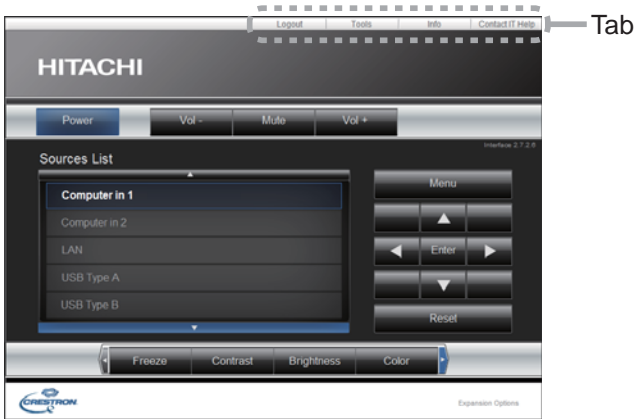 Logout Tools Info Contact IT Help
Tab
HITACHI
Power Vol - Mute Vol +
Interface 2.7.2.6
Sources List
Menu
Computer in 1
Computer in 2
LAN
Enter
USB Type A
USB Type B
Reset
Freeze Contrast Brightness Color
CRESTRON
Expansion Options